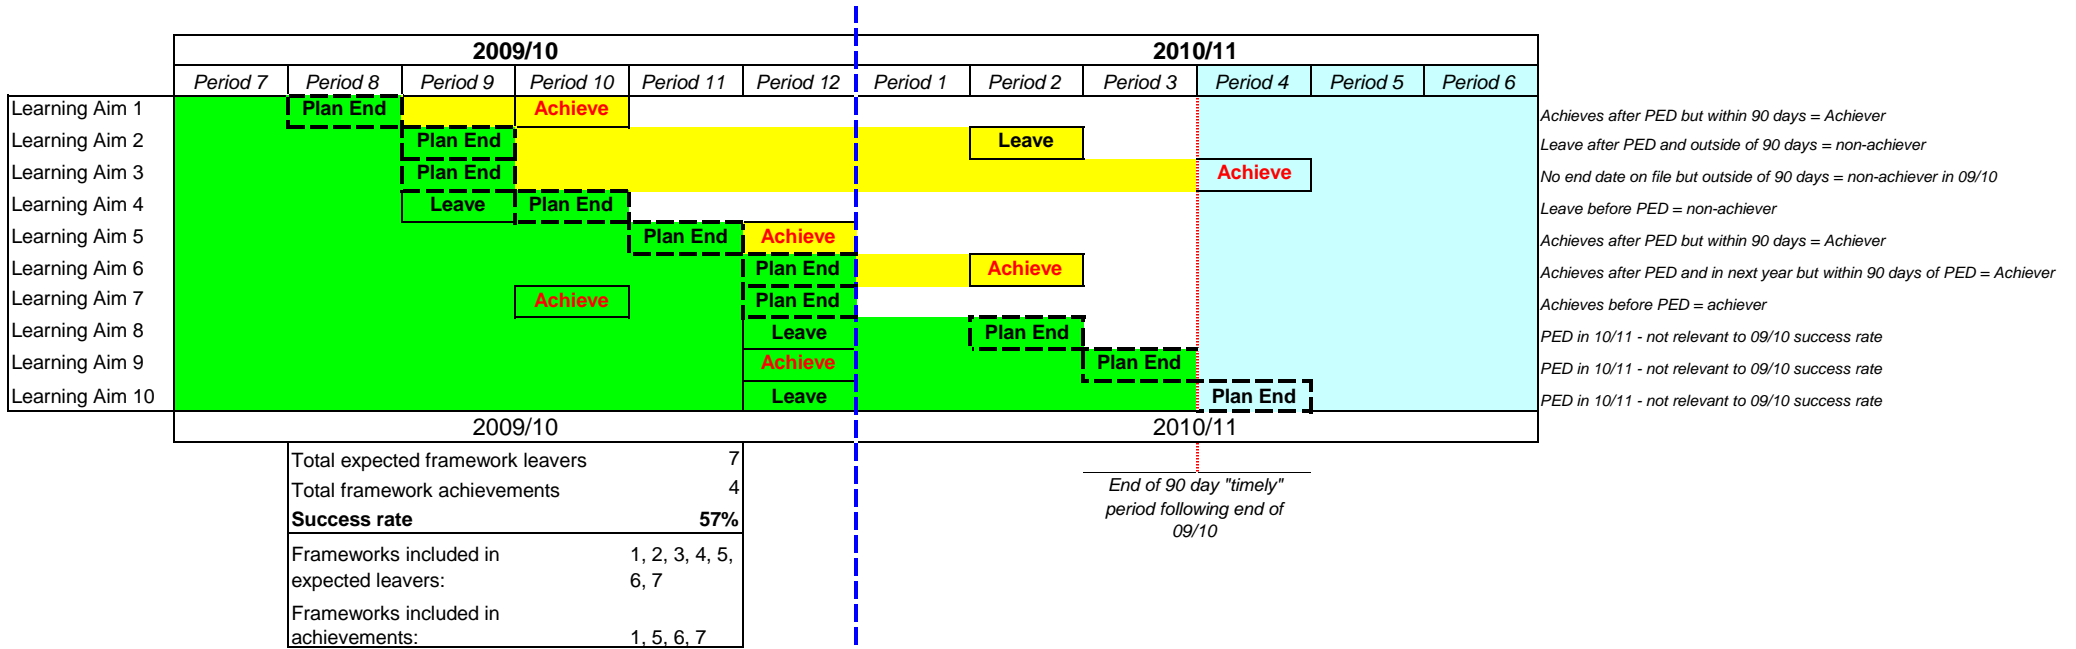 2009/10 2010/11
Period 7 Period 8 Period 9 Period 10 Period 11 Period 12 Period 1 Period 2 Period 3 Period 4 Period 5 Period 6
Learning Aim 1 Plan End Achieve Achieves after PED but within 90 days = Achiever
Learning Aim 2 Plan End Leave Leave after PED and outside of 90 days = non-achiever
Learning Aim 3 Plan End Achieve No end date on file but outside of 90 days = non-achiever in 09/10
Learning Aim 4 Leave Plan End Leave before PED = non-achiever
Learning Aim 5 Plan End Achieve Achieves after PED but within 90 days = Achiever
Learning Aim 6 Plan End Achieve Achieves after PED and in next year but within 90 days of PED = Achiever
Learning Aim 7 Achieve Plan End Achieves before PED = achiever
Learning Aim 8 Leave Plan End PED in 10/11 - not relevant to 09/10 success rate
Learning Aim 9 Achieve Plan End PED in 10/11 - not relevant to 09/10 success rate
Learning Aim 10 Leave Plan End PED in 10/11 - not relevant to 09/10 success rate
2009/10 2010/11
Total expected framework leavers 7
Total framework achievements 4
Success rate 57%
Frameworks included in 1, 2, 3, 4, 5,
expected leavers: 6, 7
Frameworks included in
achievements: 1, 5, 6, 7
End of 90 day "timely"
period following end of
09/10